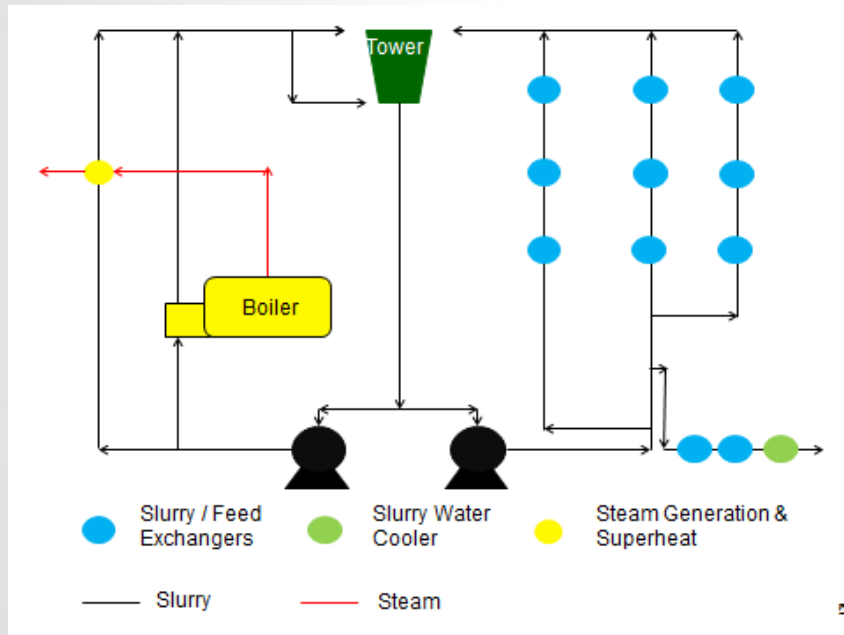 Tower
Boiler
Slurry / Feed
Exchangers
Slurry Water
Cooler
Steam Generation &
Superheat
Slurry
Steam